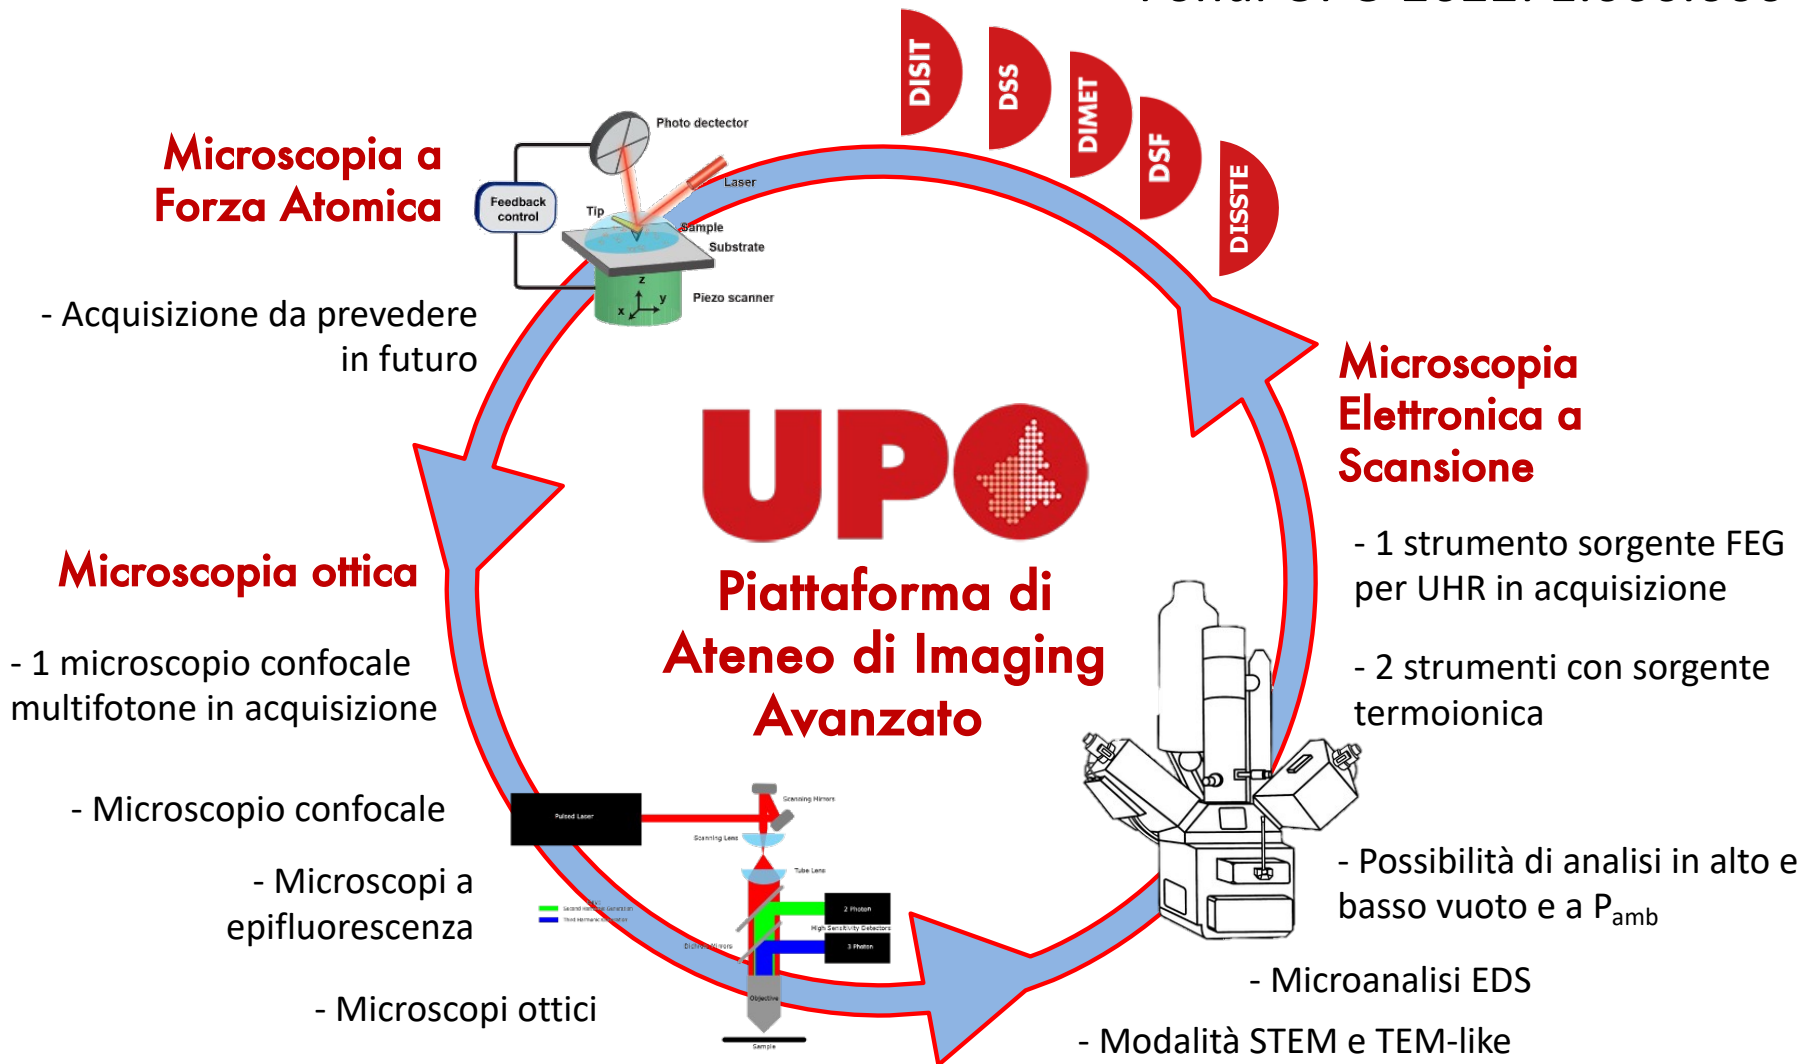 DISIT
DSS
DIMET
DSF
DISSTE
Microscopia a
Forza Atomica
Photo dectector
Laser
Feedback
control
Tip
Sample
Substrate
z
y
x
Piezo scanner
- Acquisizione da prevedere
in futuro
UPO
Piattaforma di
Ateneo di Imaging
Avanzato
Microscopia
Elettronica a
Scansione
- 1 strumento sorgente FEG
per UHR in acquisizione
- 2 strumenti con sorgente
termoionica
- Possibilità di analisi in alto e
basso vuoto e a Pamb
- Microanalisi EDS
- Modalità STEM e TEM-like
Microscopia ottica
- 1 microscopio confocale
multifotone in acquisizione
- Microscopio confocale
- Microscopi a
epifluorescenza
- Microscopi ottici
Pulsed Laser
Scanning Mirrors
Scanning Lens
Tube Lens
2 Photon
High Sensitivity Detectors
3 Photon
Mirrors
Objective
Sample